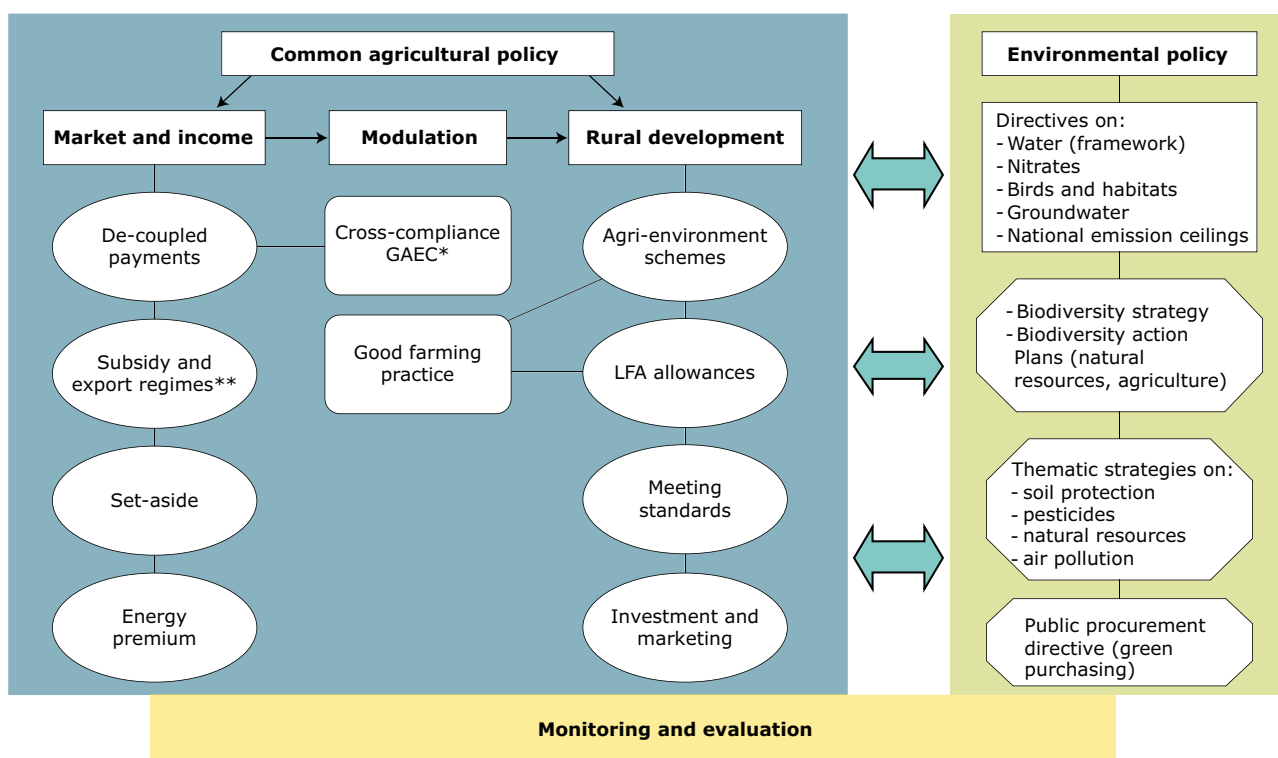 Common agricultural policy
Market and income
Modulation
Rural development
De-coupled
payments
Cross-compliance
GAEC*
Agri-environment
schemes
Subsidy and
export regimes**
Good farming
practice
LFA allowances
Set-aside
Meeting
standards
Energy
premium
Investment and
marketing
Environmental policy
Directives on:
- Water (framework)
- Nitrates
- Birds and habitats
- Groundwater
- National emission ceilings
- Biodiversity strategy
- Biodiversity action
Plans (natural
resources, agriculture)
Thematic strategies on:
- soil protection
- pesticides
- natural resources
- air pollution
Public procurement
directive (green
purchasing)
Monitoring and evaluation